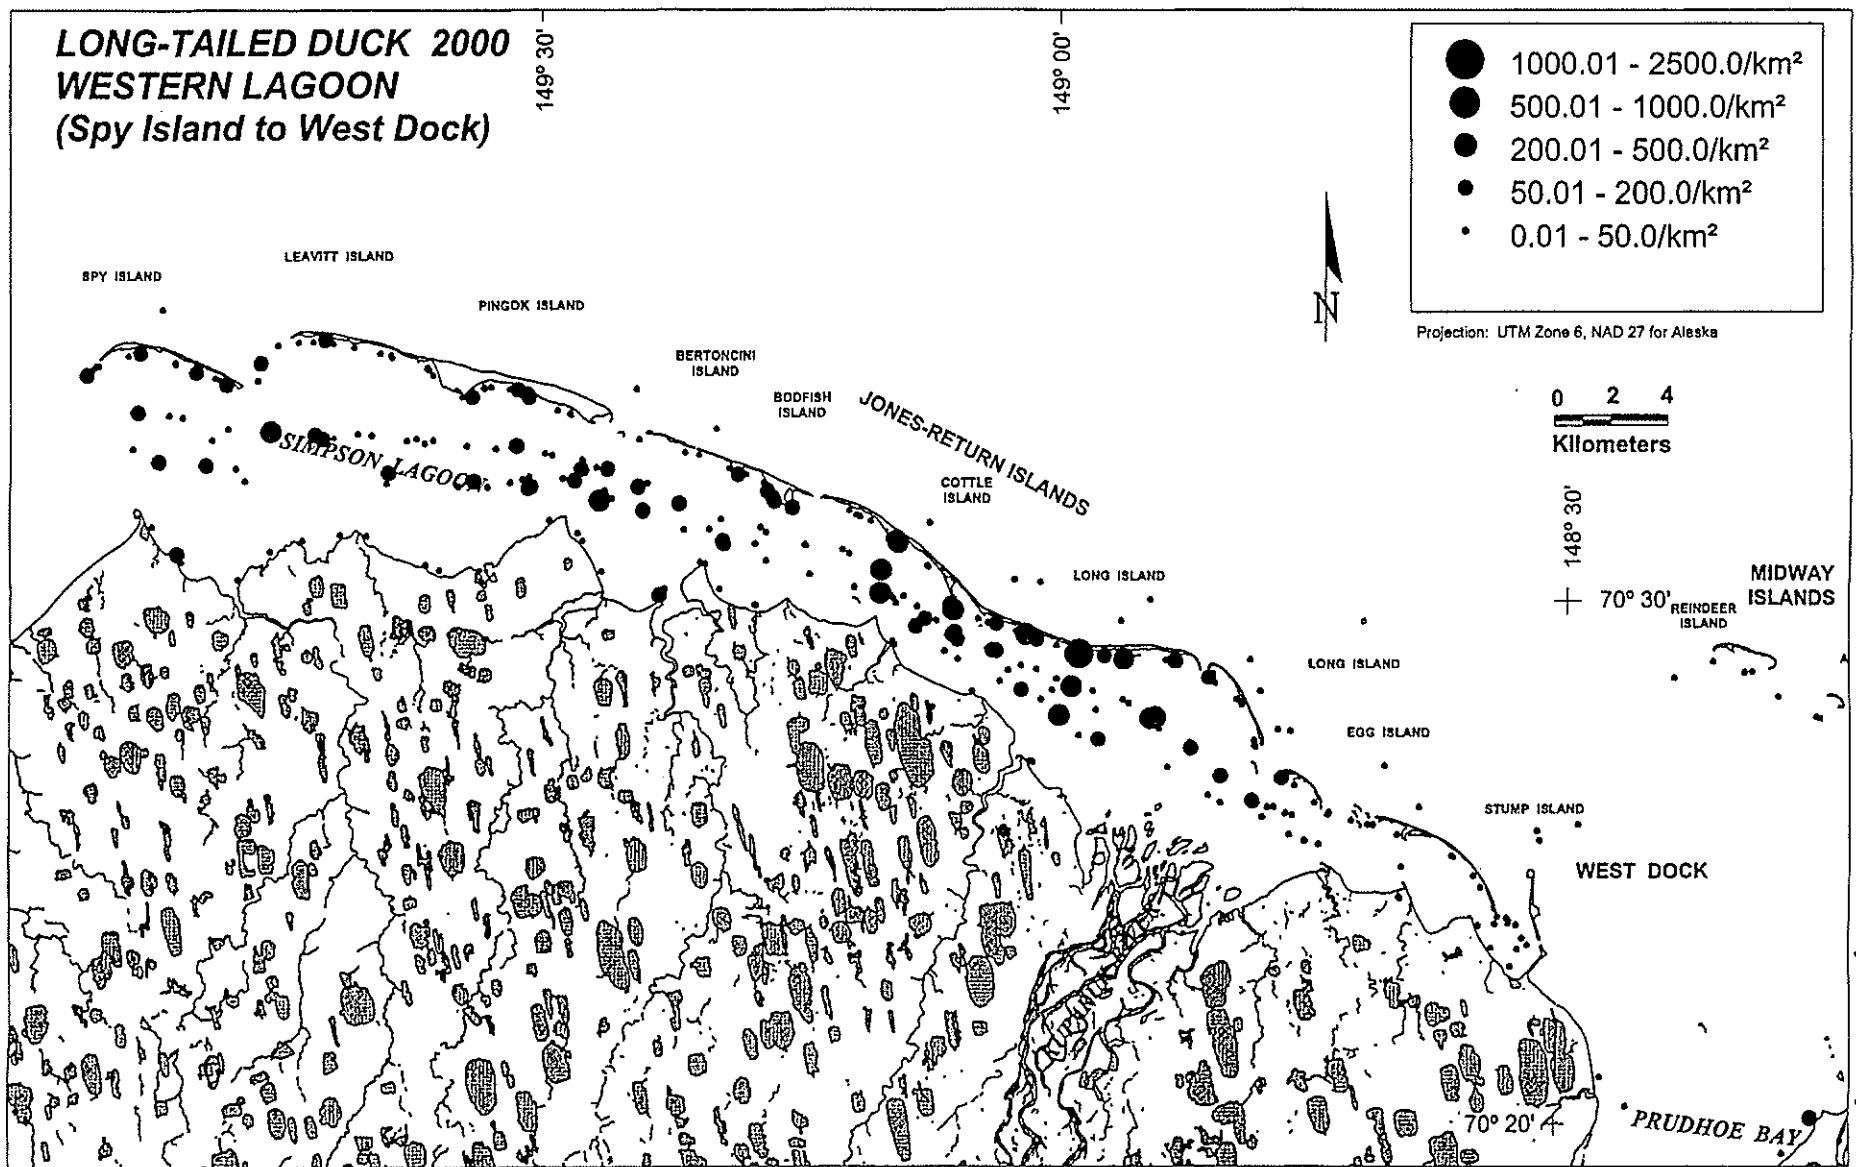 LONG-TAILED DUCK 2000
WESTERN LAGOON
(Spy Island to West Dock)
149° 30'
149° 00'
1000.01 - 2500.0/km²
500.01 - 1000.0/km²
200.01 - 500.0/km²
50.01 - 200.0/km²
0.01 - 50.0/km²
Projection: UTM Zone 6, NAD 27 for Alaska
N
0 2 4
Kilometers
SPY ISLAND
LEAVITT ISLAND
PINGOK ISLAND
BERTONCINI
ISLAND
BODFISH
ISLAND
JONES-RETURN ISLANDS
COTTLE
ISLAND
SIMPSON LAGOON
LONG ISLAND
148° 30'
70° 30'
MIDWAY
ISLANDS
REINDEER
ISLAND
LONG ISLAND
EGG ISLAND
STUMP ISLAND
WEST DOCK
70° 20'
PRUDHOE BAY